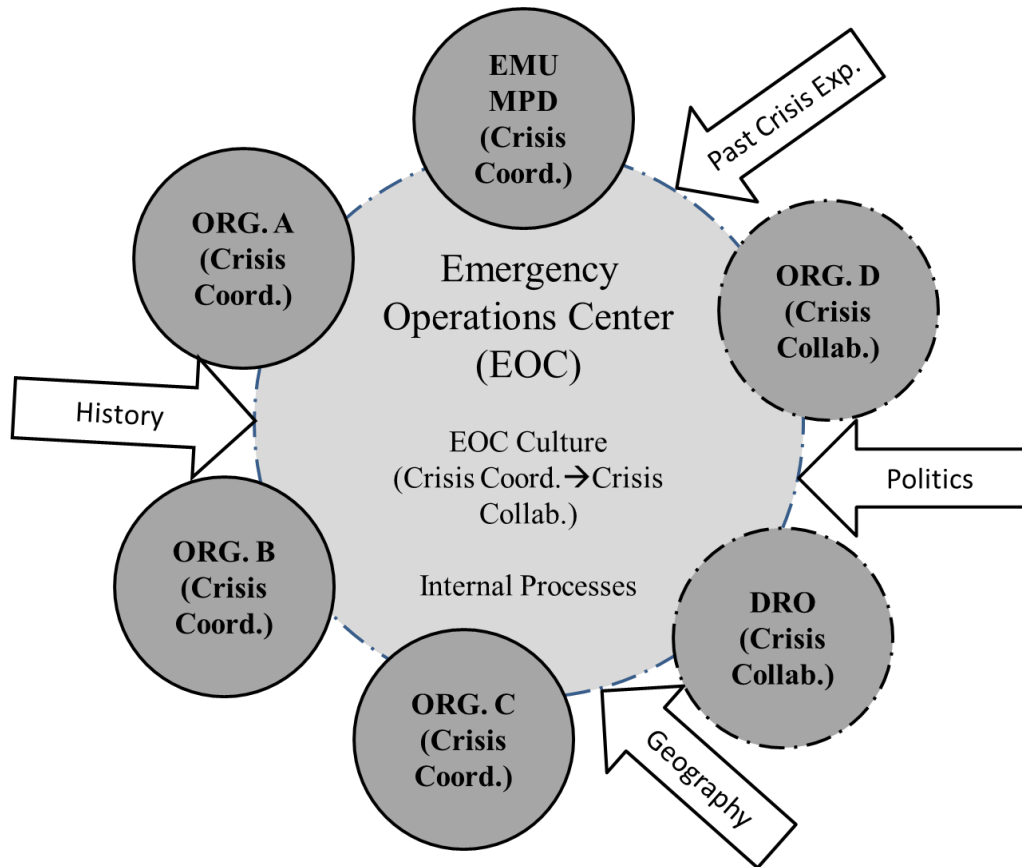 EMU
MPD
(Crisis
Coord.)
Past Crisis Exp.
ORG. A
(Crisis
Coord.)
Emergency
Operations Center
(EOC)
ORG. D
(Crisis
Collab.)
History
EOC Culture
(Crisis Coord.→Crisis
Collab.)
Politics
ORG. B
(Crisis
Coord.)
Internal Processes
DRO
(Crisis
Collab.)
ORG. C
(Crisis
Coord.)
Geography